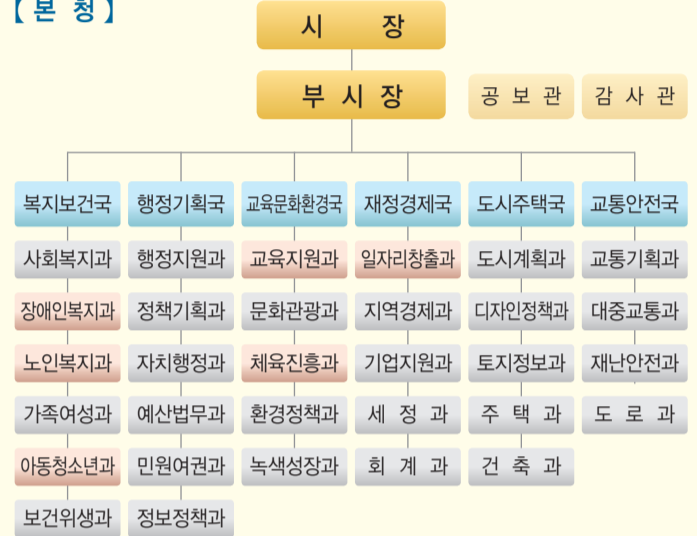 【 본 청 】
시 장
부 시 장
공 보 관 감 사 관
복지보건국 행정기획국 교육문화환경국 재정경제국 도시주택국 교통안전국
사회복지과 행정지원과 교육지원과 일자리창출과 도시계획과 교통기획과
장애인복지과 정책기획과 문화관광과 지역경제과 디자인정책과 대중교통과
노인복지과 자치행정과 체육진흥과 기업지원과 토지정보과 재난안전과
가족여성과 예산법무과 환경정책과 세 정 과 주 택 과 도 로 과
아동청소년과 민원여권과 녹색성장과 회 계 과 건 축 과
보건위생과 정보정책과